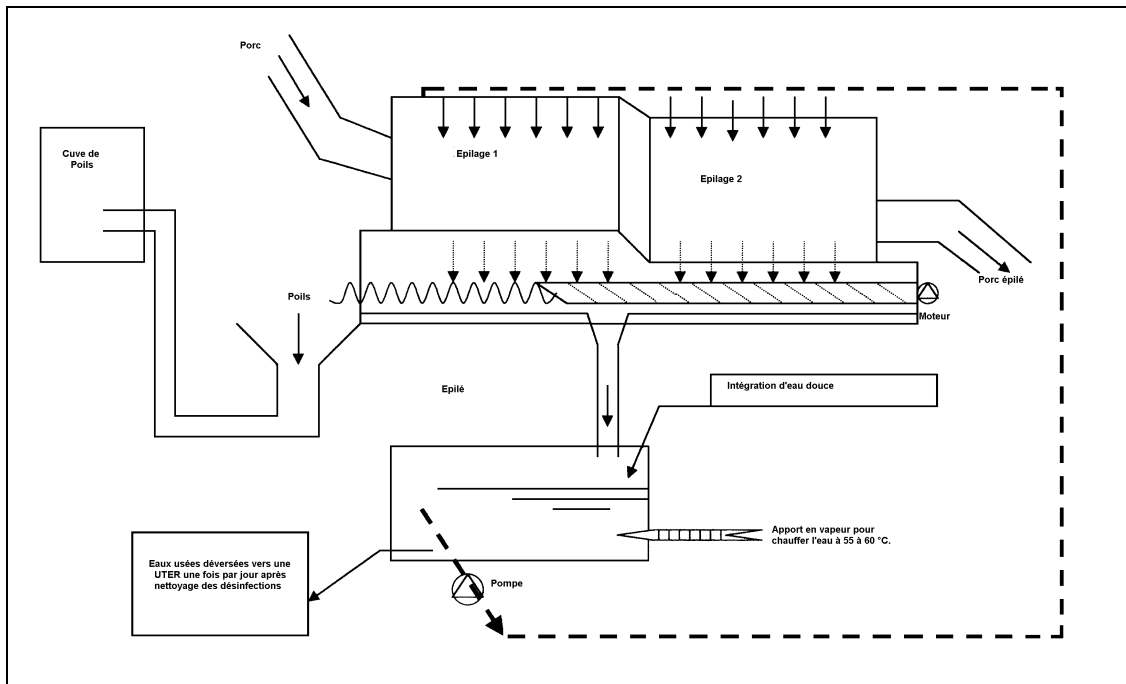 Porc
Cuve de
Poils
Epilage 1
Epilage 2
Porc épilé
Poils
Moteur
Epilé
Intégration d'eau douce
Apport en vapeur pour
chauffer l'eau à 55 à 60 °C.
Eaux usées déversées vers une
UTER une fois par jour après
nettoyage des désinfections
Pompe